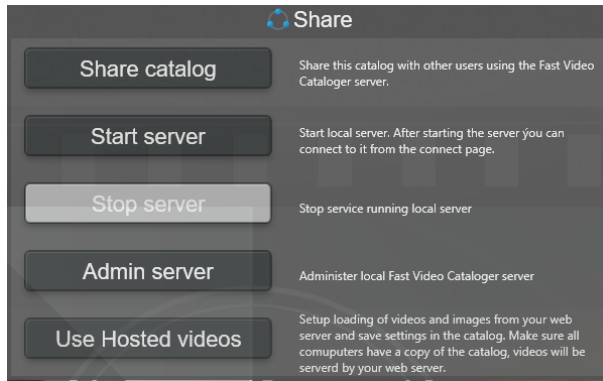 Share
Share catalog
Share this catalog with other users using the Fast Video
Cataloger server.
Start server
Start local server. After starting the server ýou can
connect to it from the connect page.
Stop server
Stop service running local server
Admin server
Administer local Fast Video Cataloger server
Use Hosted videos
Setup loading of videos and images from your web
server and save settings in the catalog. Make sure all
comuputers have a copy of the catalog, videos will be
serverd by your web server.